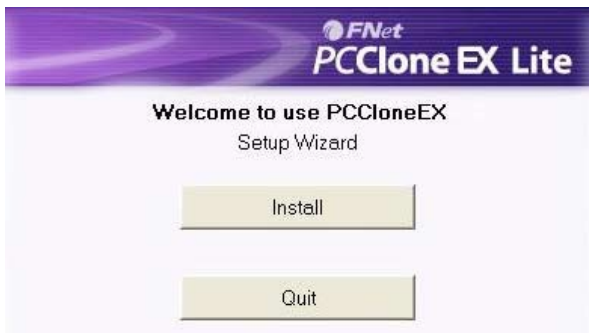 FNet
PCClone EX Lite
Welcome to use PCCloneEX
Setup Wizard
Install
Quit